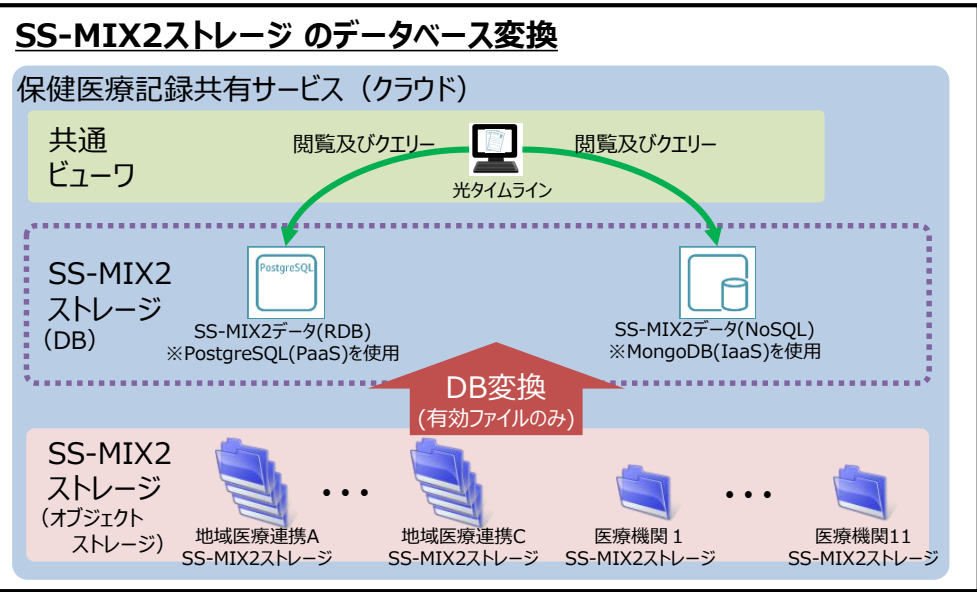 SS-MIX2ストレージ のデータベース変換
保健医療記録共有サービス（クラウド）
共通
ビューワ
閲覧及びクエリー
閲覧及びクエリー
光タイムライン
SS-MIX2
ストレージ
（DB）
PostgreSQL
SS-MIX2データ(RDB)
※PostgreSQL(PaaS)を使用
SS-MIX2データ(NoSQL)
※MongoDB(IaaS)を使用
DB変換
(有効ファイルのみ)
SS-MIX2
ストレージ
（オブジェクト
ストレージ）
・・・
・・・
地域医療連携A
SS-MIX2ストレージ
地域医療連携C
SS-MIX2ストレージ
医療機関１
SS-MIX2ストレージ
医療機関11
SS-MIX2ストレージ